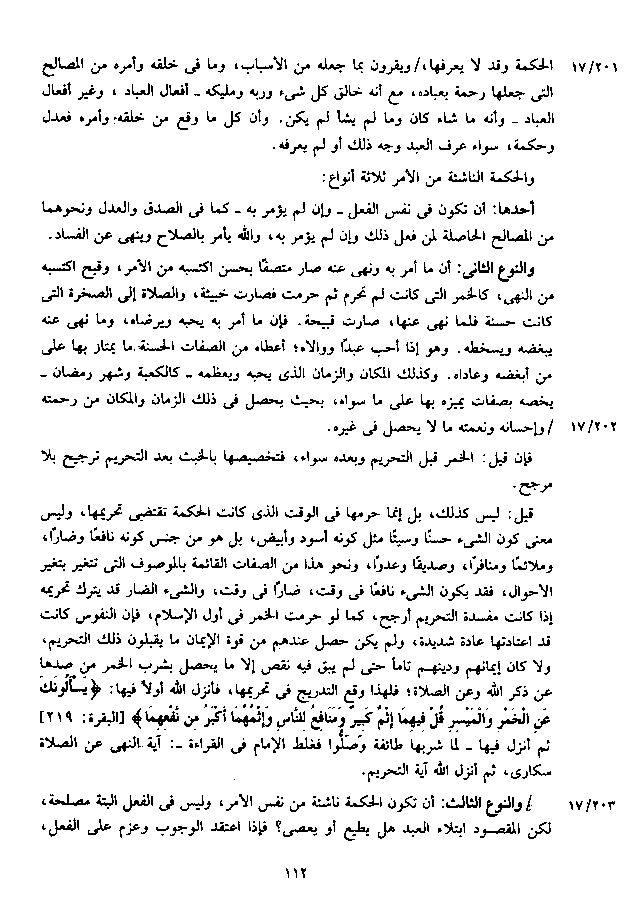 ١٧/٢٠١ الحكمة وقد لا يعرفها،/ ويقرون بما جعله من الأسباب، وما فى خلقه وأمره من المصالح
التى جعلها رحمة بعباده، مع أنه خالق كل شىء وربه ومليكه ـ أفعال العباد ، وغير أفعال
العباد ـ وأنه ما شاء كان وما لم يشأ لم يكن. وأن كل ما وقع من خلقه وأمره فعدل
وحكمة، سواء عرف العبد وجه ذلك أو لم يعرفه.
والحكمة الناشئة من الأمر ثلاثة أنواع:
أحدها: أن تكون فى نفس الفعل ـ وإن لم يؤمر به ـ كما فى الصدق والعدل ونحوهما
من المصالح الحاصلة لمن فعل ذلك وإن لم يؤمر به، والله يأمر بالصلاح وينهى عن الفساد.
والنوع الثانى: أن ما أمر به ونهى عنه صار متصفًا بحسن اكتسبه من الأمر، وقبح اكتسبه
من النهى، كالخمر التى كانت لم تحرم ثم حرمت فصارت خبيثة، والصلاة إلى الصخرة التى
كانت حسنة فلما نهى عنها، صارت قبيحة. فإن ما أمر به يحبه ويرضاه، وما نهى عنه
يبغضه ويسخطه. وهو إذا أحب عبدًا ووالاه؛ أعطاه من الصفات الحسنة ما يمتاز بها على
من أبغضه وعاداه. وكذلك المكان والزمان الذى يحبه ويعظمه ـ كالكعبة وشهر رمضان ـ
يخصه بصفات يميزه بها على ما سواه، بحيث يحصل فى ذلك الزمان والمكان من رحمته
١٧/٢٠٢ / وإحسانه ونعمته ما لا يحصل فى غيره.
فإن قيل: الخمر قبل التحريم وبعده سواء، فتخصيصها بالخبث بعد التحريم ترجيح بلا
مرجح.
قيل: ليس كذلك، بل إنما حرمها فى الوقت الذى كانت الحكمة تقتضى تحريمها، وليس
معنى كون الشىء حسنًا وسيئًا مثل كونه أسود وأبيض، بل هو من جنس كونه نافعًا وضارًا،
وملائمًا ومنافرًا، وصديقًا وعدوًا، ونحو هذا من الصفات القائمة بالموصوف التى تتغير بتغير
الأحوال، فقد يكون الشىء نافعًا فى وقت، ضارًا فى وقت، والشىء الضار قد يترك تحريمه
إذا كانت مفسدة التحريم أرجح، كما لو حرمت الخمر فى أول الإسلام، فإن النفوس كانت
قد اعتادتها عادة شديدة، ولم يكن حصل عندهم من قوة الإيمان ما يقبلون ذلك التحريم،
ولا كان إيمانهم ودينهم تامًا حتى لم يبق فيه نقص إلا ما يحصل بشرب الخمر من صدها
عن ذكر الله وعن الصلاة؛ فلهذا وقع التدريج فى تحريمها، فأنزل الله أولاً فيها: ﴿يَسْأَلُونَكَ
عَنِ الْخَمْرِ وَالْمَيْسِرِ قُلْ فِيهِمَا إِثْمٌ كَبِيرٌ وَمَنَافِعُ لِلنَّاسِ وَإِثْمُهُمَا أَكْبَرُ مِن نَّفْعِهِمَا﴾ [البقرة: ٢١٩]
ثم أنزل فيها ـ لما شربها طائفة وصَلُّوا فغلط الإمام فى القراءة ـ: آية النهى عن الصلاة
سكارى، ثم أنزل الله آية التحريم.
١٧/٢٠٣ / والنوع الثالث: أن تكون الحكمة ناشئة من نفس الأمر، وليس فى الفعل البتة مصلحة،
لكن المقصود ابتلاء العبد هل يطيع أو يعصى؟ فإذا اعتقد الوجوب وعزم على الفعل،
١١٢